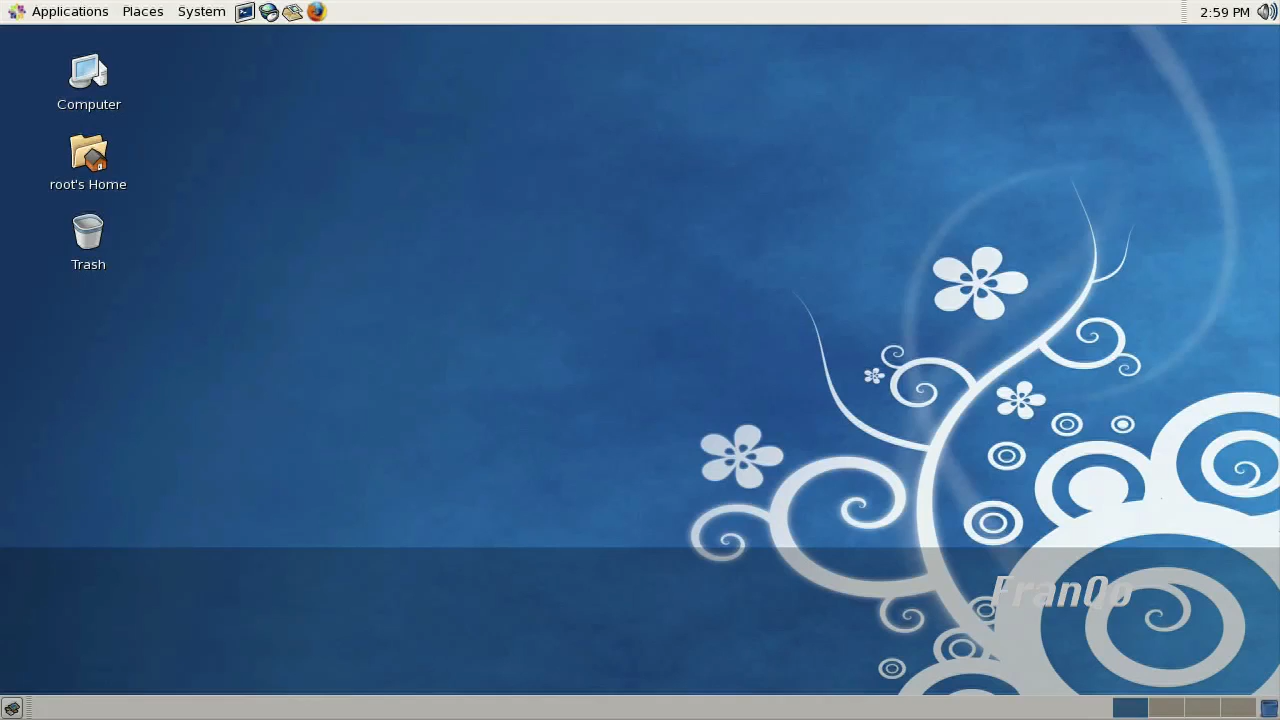 Applications Places System 2:59 PM
Computer
root's Home
Trash
FranQo